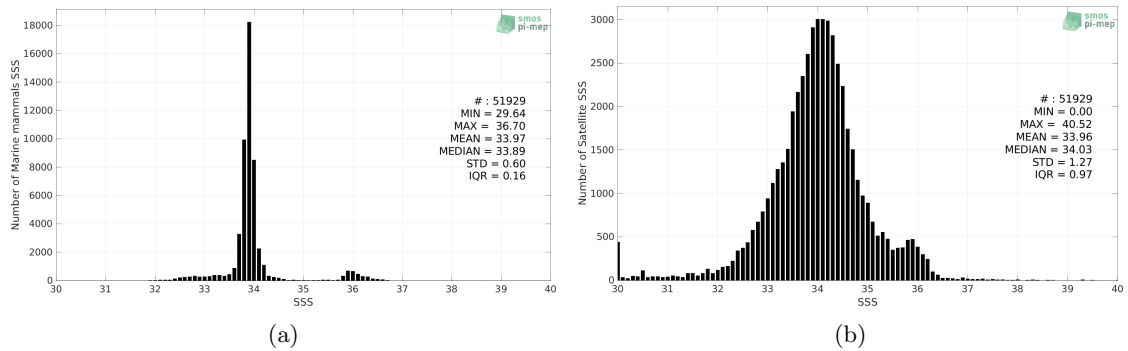 18000
16000
14000
12000
10000
8000
6000
4000
2000
0
Number of Marine mammals SSS
smos
pi-mep
# : 51929
MIN = 29.64
MAX = 36.70
MEAN = 33.97
MEDIAN = 33.89
STD = 0.60
IQR = 0.16
30 31 32 33 34 35 36 37 38 39 40
SSS
(a)
3000
2500
2000
1500
1000
500
0
Number of Satellite SSS
smos
pi-mep
# : 51929
MIN = 0.00
MAX = 40.52
MEAN = 33.96
MEDIAN = 34.03
STD = 1.27
IQR = 0.97
30 31 32 33 34 35 36 37 38 39 40
SSS
(b)